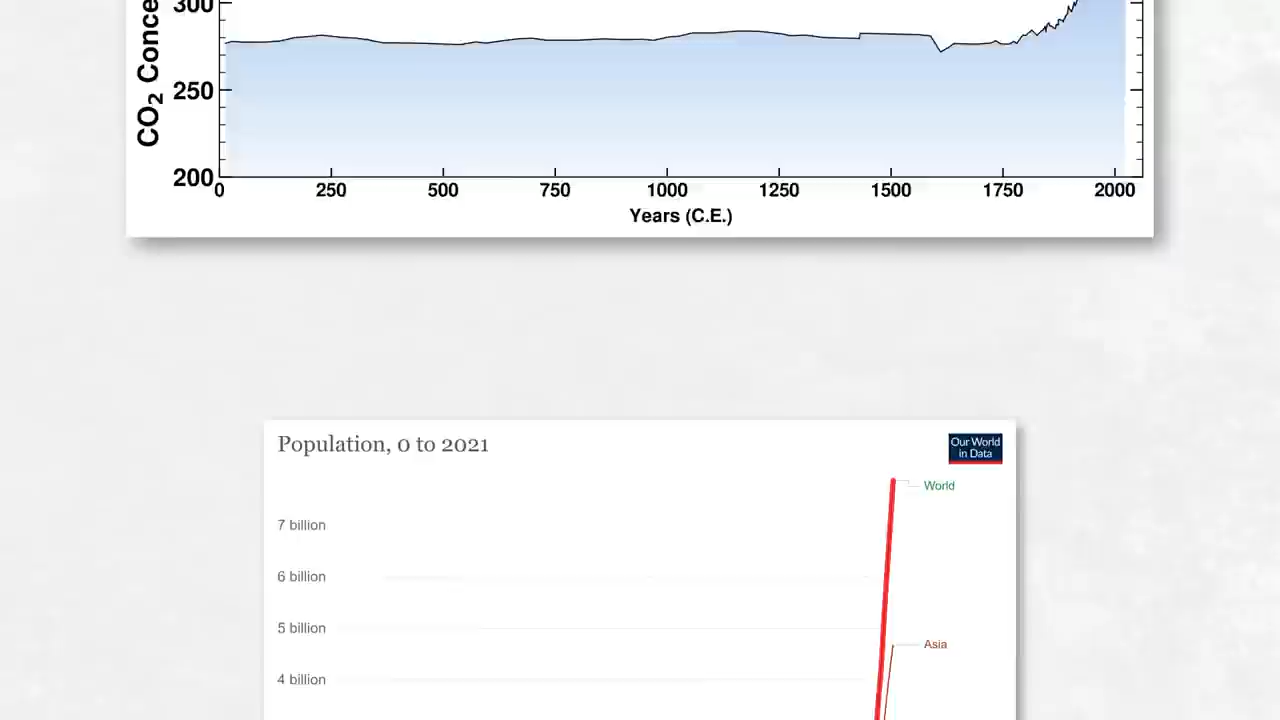 300
CO₂ Conce
250
200
0 250 500 750 1000 1250 1500 1750 2000
Years (C.E.)
Population, 0 to 2021
Our World
in Data
World
7 billion
6 billion
5 billion
Asia
4 billion